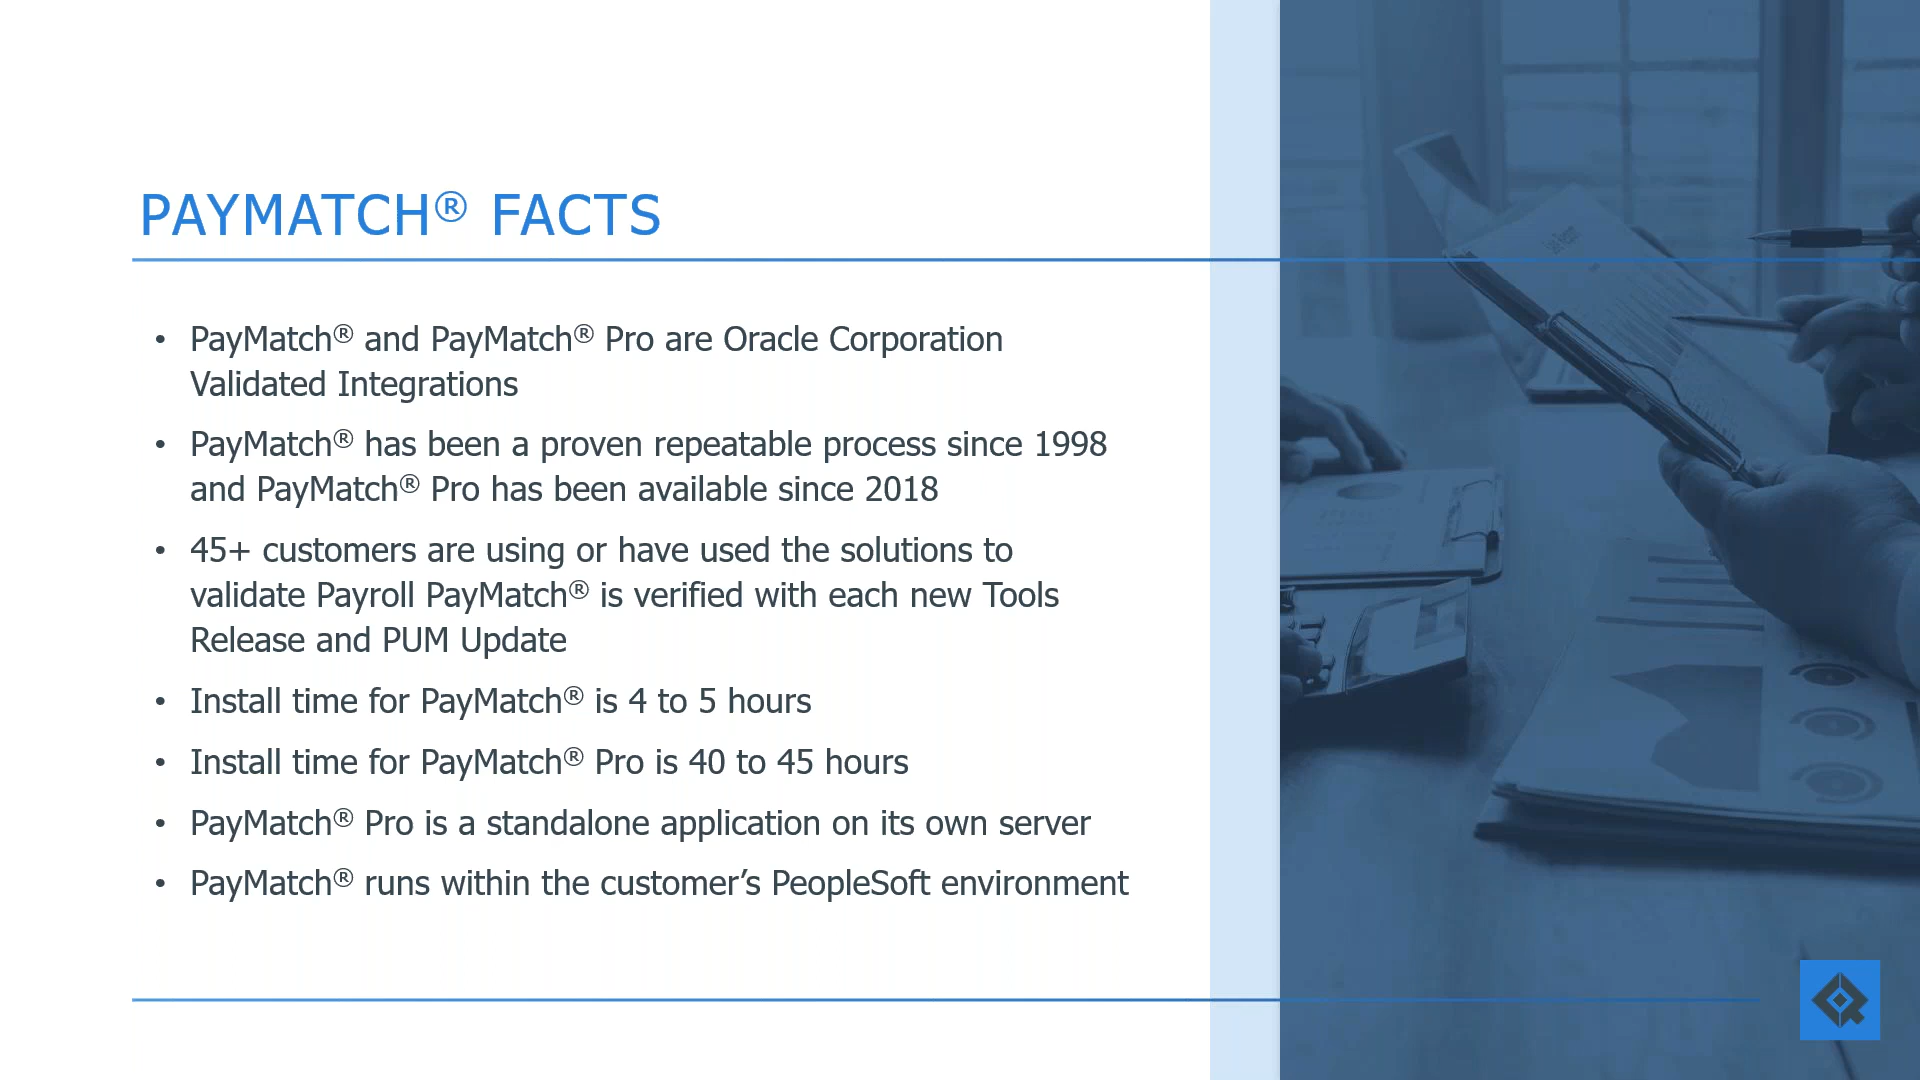 PAYMATCH® FACTS
• PayMatch® and PayMatch® Pro are Oracle Corporation
Validated Integrations
• PayMatch® has been a proven repeatable process since 1998
and PayMatch® Pro has been available since 2018
• 45+ customers are using or have used the solutions to
validate Payroll PayMatch® is verified with each new Tools
Release and PUM Update
• Install time for PayMatch® is 4 to 5 hours
• Install time for PayMatch® Pro is 40 to 45 hours
• PayMatch® Pro is a standalone application on its own server
• PayMatch® runs within the customer’s PeopleSoft environment